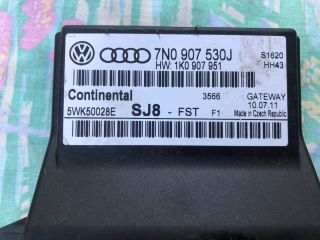 7N0 907 530J S1620
HW: 1K0 907 951 HH43
Continental 3566 GATEWAY
5WK50028E SJ8 - FST F1 10.07.11
Made in Czech Republic